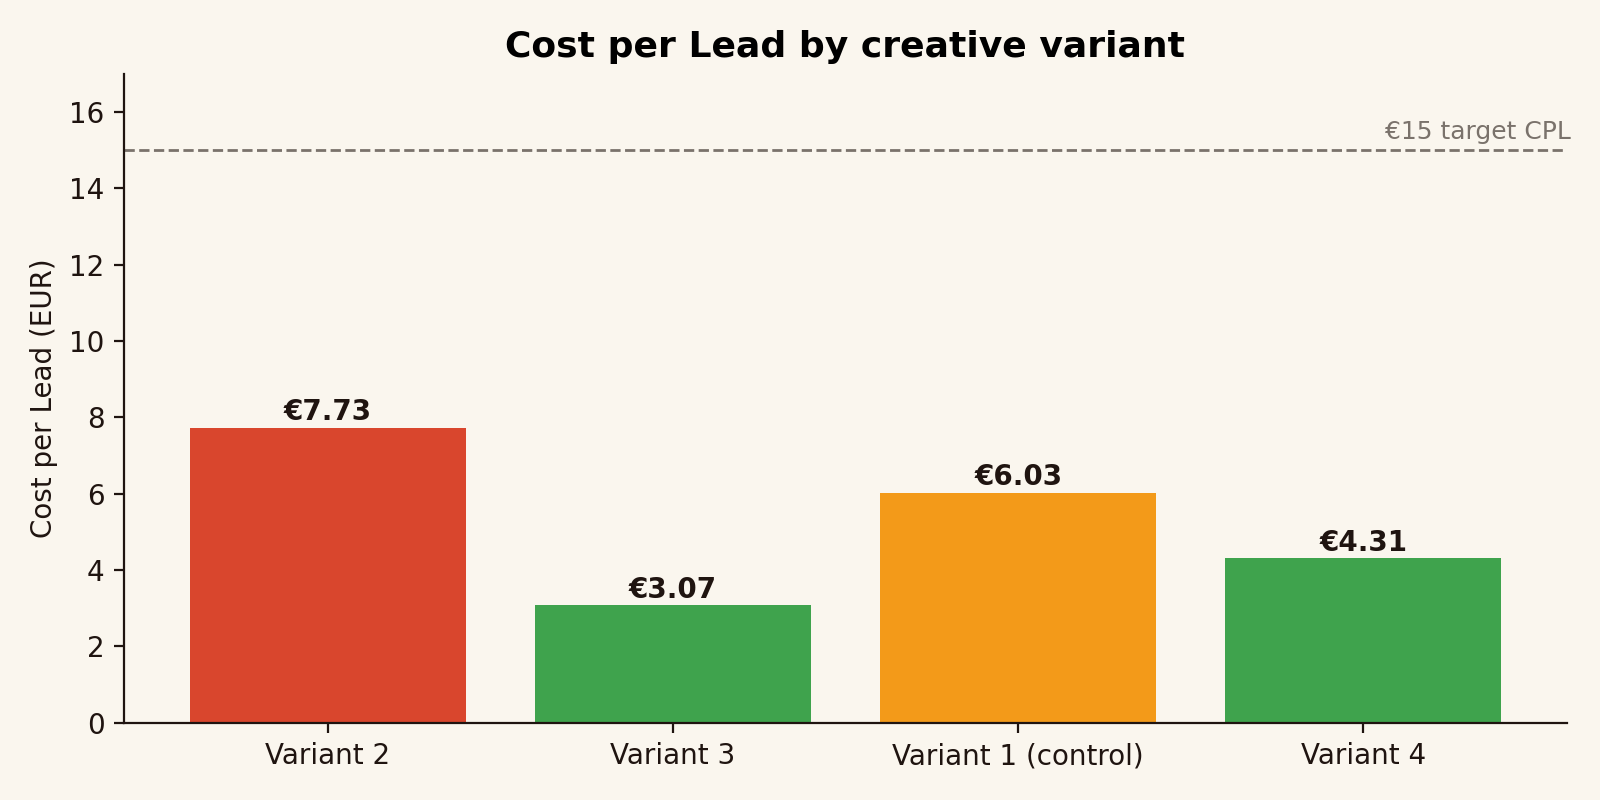 Cost per Lead by creative variant
Cost per Lead (EUR)
16
14
12
10
8
6
4
2
0
€15 target CPL
€7.73
€3.07
€6.03
€4.31
Variant 2
Variant 3
Variant 1 (control)
Variant 4